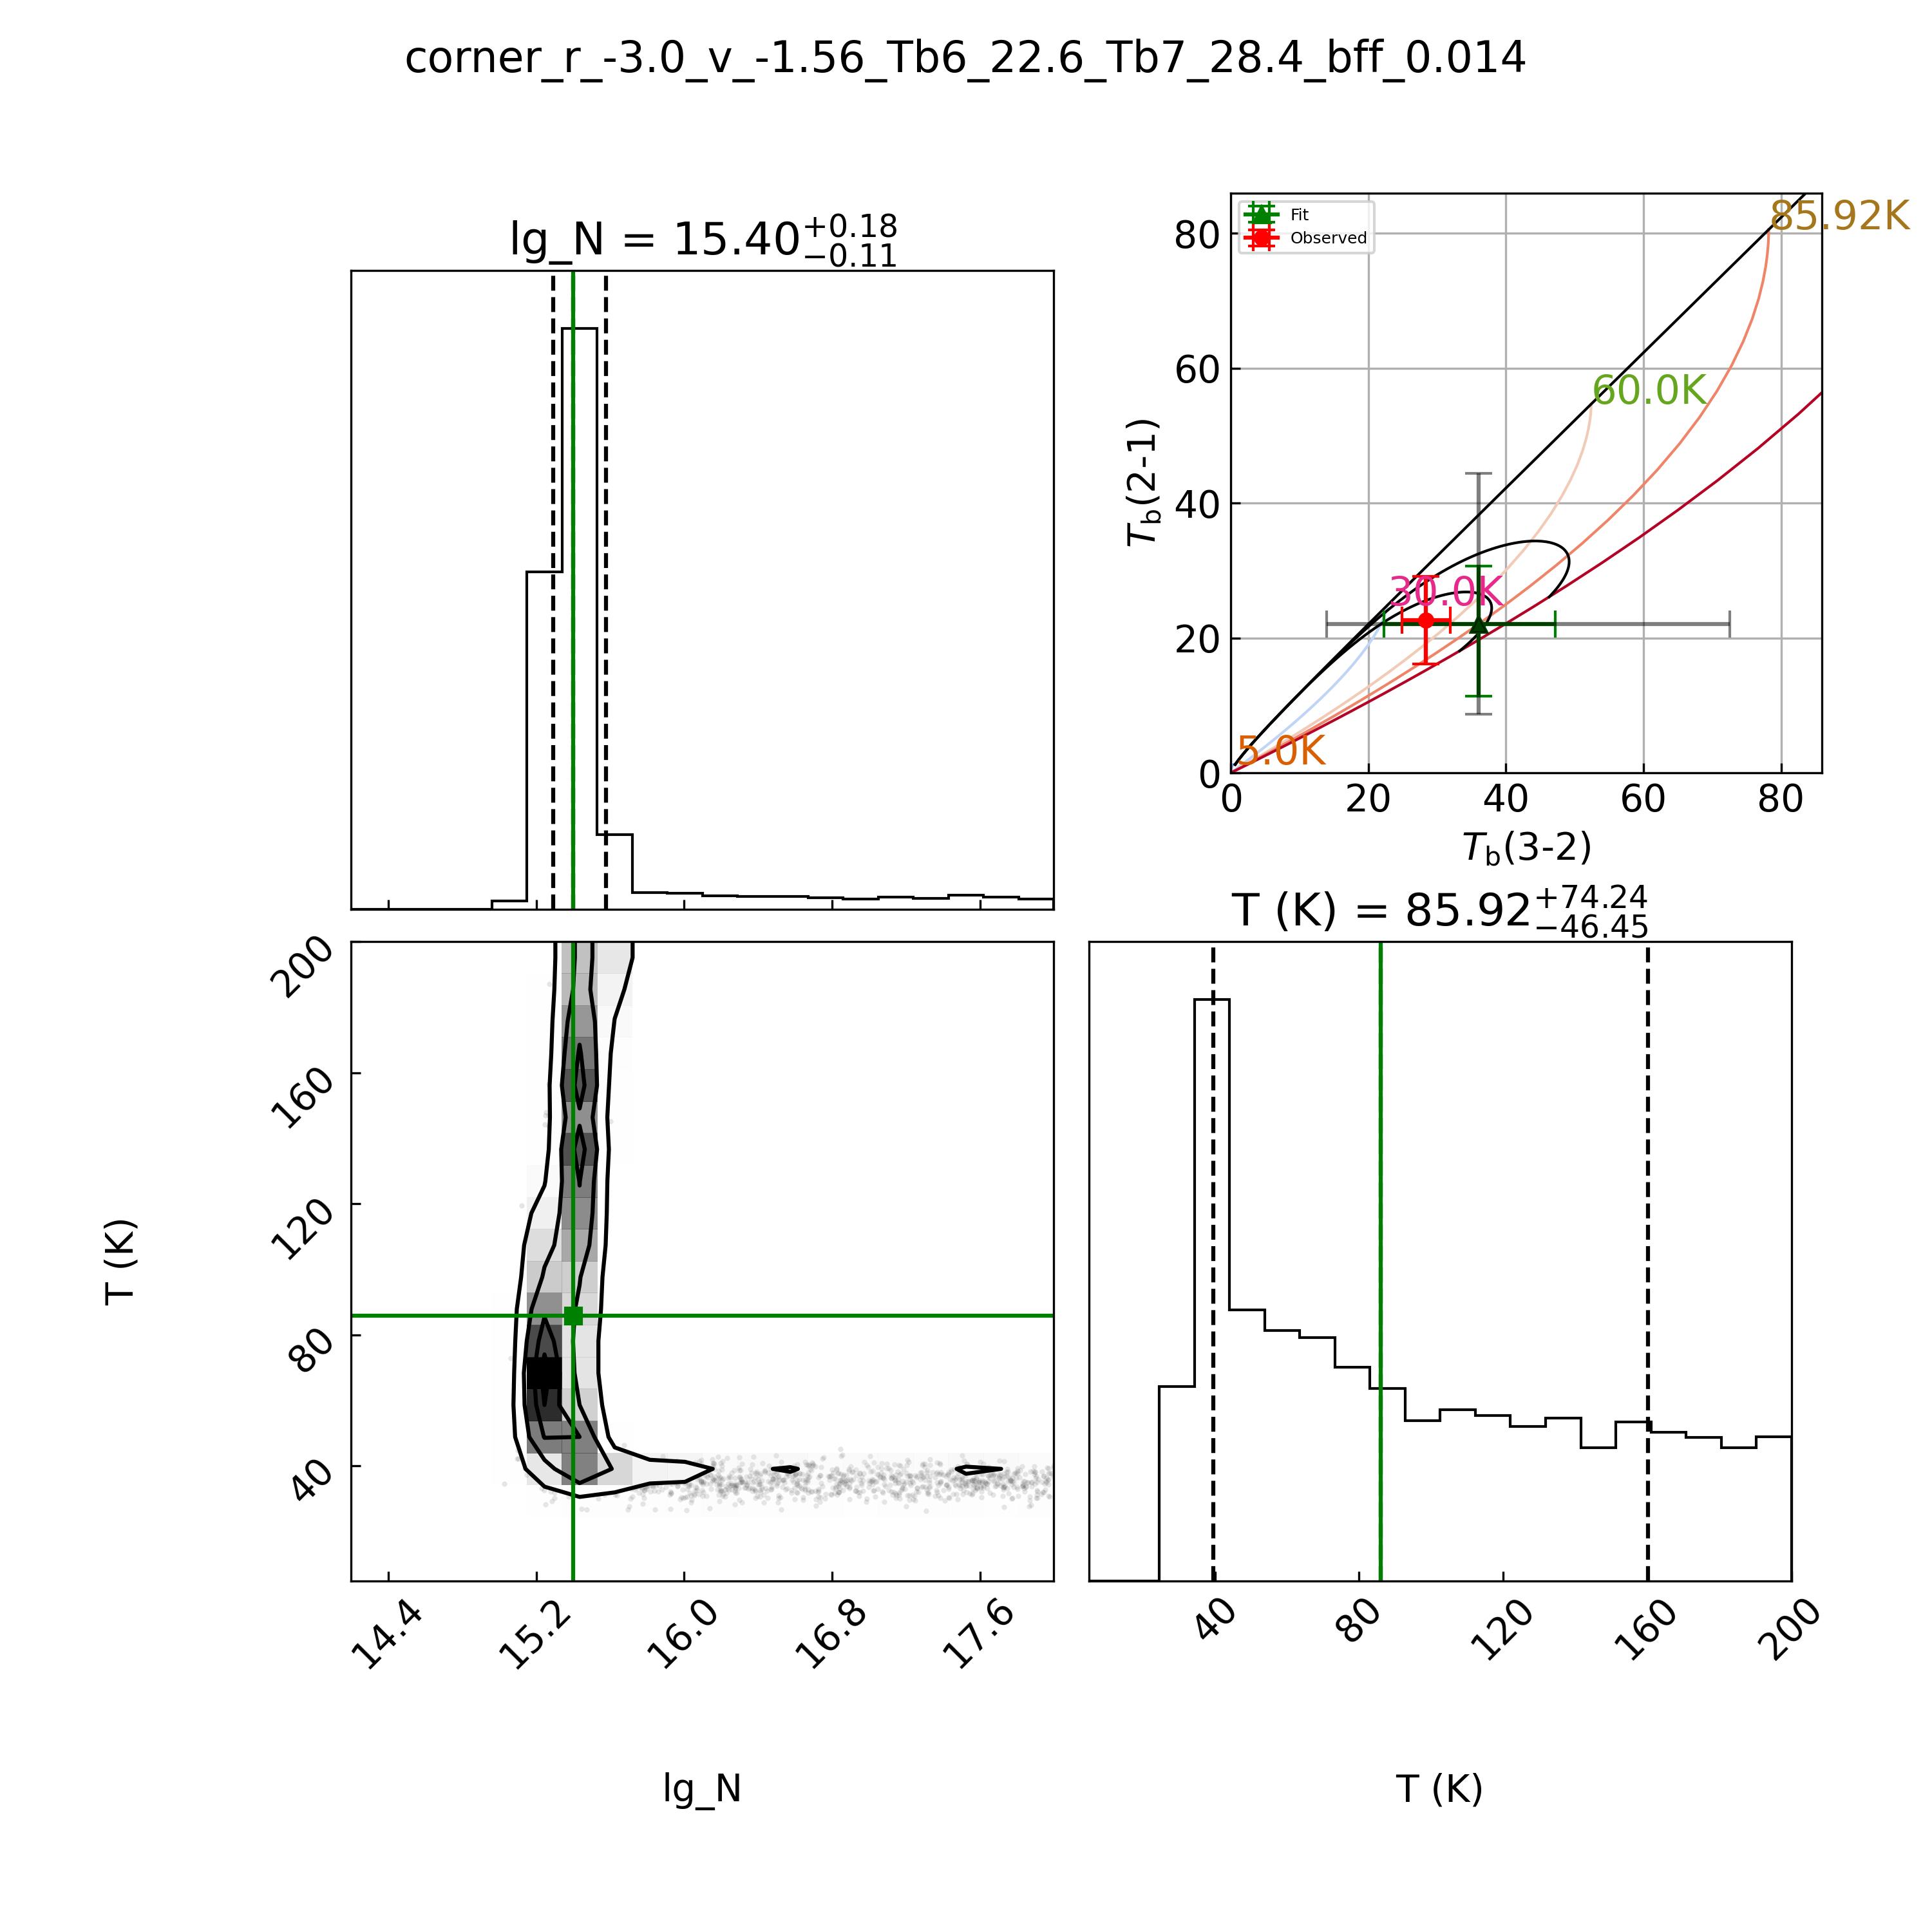 corner_r_-3.0_v_-1.56_Tb6_22.6_Tb7_28.4_bff_0.014
lg_N = 15.40+0.18−0.11
Fit
Observed
85.92K
60.0K
30.0K
5.0K
80
60
40
20
0
0 20 40 60 80
Tb(2-1)
Tb(3-2)
T (K) = 85.92+74.24−46.45
200
160
120
80
40
T (K)
14.4 15.2 16.0 16.8 17.6
lg_N
40 80 120 160 200
T (K)